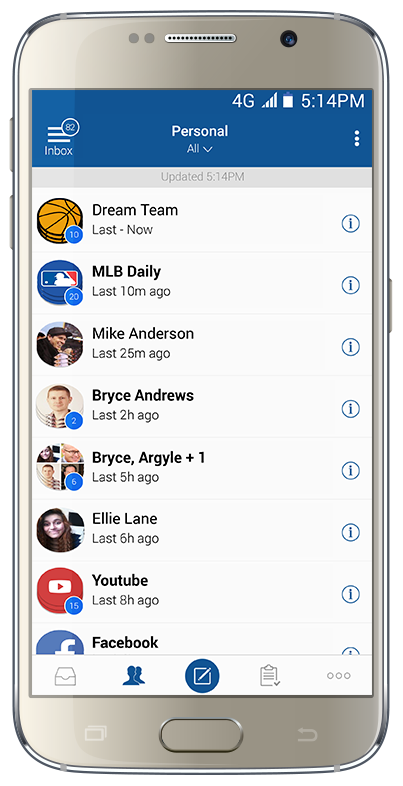 4G 5:14PM
82
Inbox
Personal
All
Updated 5:14PM
Dream Team
Last - Now
10
MLB Daily
Last 10m ago
20
Mike Anderson
Last 25m ago
Bryce Andrews
Last 2h ago
2
Bryce, Argyle + 1
Last 5h ago
6
Ellie Lane
Last 6h ago
Youtube
Last 8h ago
15
Facebook